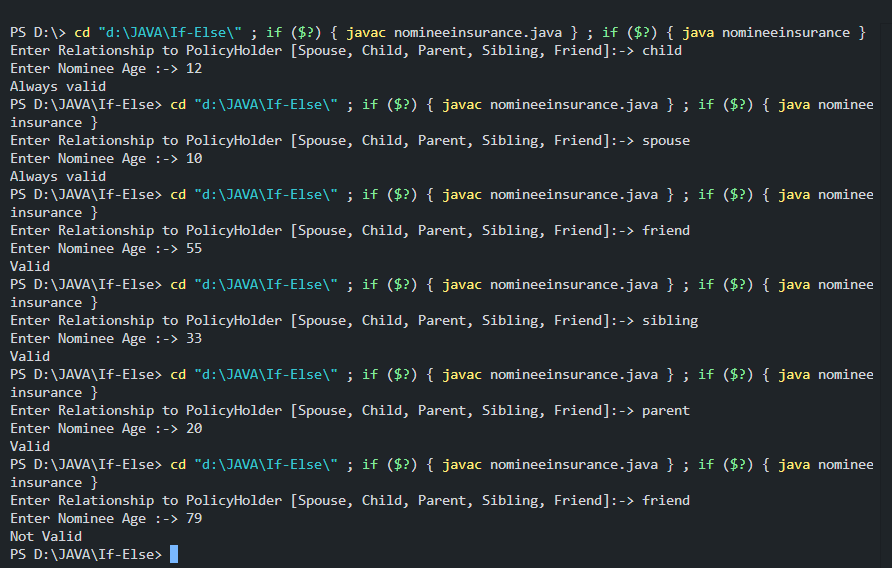 PS D:\> cd "d:\JAVA\If-Else\" ; if ($?) { javac nomineeinsurance.java } ; if ($?) { java nomineeinsurance }
Enter Relationship to PolicyHolder [Spouse, Child, Parent, Sibling, Friend]:-> child
Enter Nominee Age :-> 12
Always valid
PS D:\JAVA\If-Else> cd "d:\JAVA\If-Else\" ; if ($?) { javac nomineeinsurance.java } ; if ($?) { java nominee
insurance }
Enter Relationship to PolicyHolder [Spouse, Child, Parent, Sibling, Friend]:-> spouse
Enter Nominee Age :-> 10
Always valid
PS D:\JAVA\If-Else> cd "d:\JAVA\If-Else\" ; if ($?) { javac nomineeinsurance.java } ; if ($?) { java nominee
insurance }
Enter Relationship to PolicyHolder [Spouse, Child, Parent, Sibling, Friend]:-> friend
Enter Nominee Age :-> 55
Valid
PS D:\JAVA\If-Else> cd "d:\JAVA\If-Else\" ; if ($?) { javac nomineeinsurance.java } ; if ($?) { java nominee
insurance }
Enter Relationship to PolicyHolder [Spouse, Child, Parent, Sibling, Friend]:-> sibling
Enter Nominee Age :-> 33
Valid
PS D:\JAVA\If-Else> cd "d:\JAVA\If-Else\" ; if ($?) { javac nomineeinsurance.java } ; if ($?) { java nominee
insurance }
Enter Relationship to PolicyHolder [Spouse, Child, Parent, Sibling, Friend]:-> parent
Enter Nominee Age :-> 20
Valid
PS D:\JAVA\If-Else> cd "d:\JAVA\If-Else\" ; if ($?) { javac nomineeinsurance.java } ; if ($?) { java nominee
insurance }
Enter Relationship to PolicyHolder [Spouse, Child, Parent, Sibling, Friend]:-> friend
Enter Nominee Age :-> 79
Not Valid
PS D:\JAVA\If-Else>